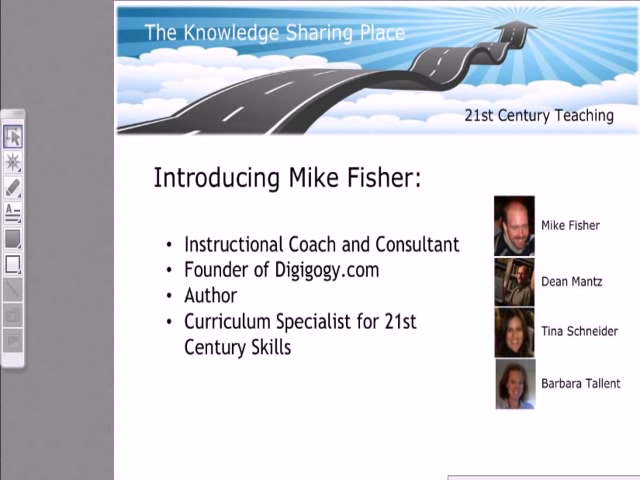 The Knowledge Sharing Place
21st Century Teaching
Introducing Mike Fisher:
• Instructional Coach and Consultant
• Founder of Digigogy.com
• Author
• Curriculum Specialist for 21st
Century Skills
Mike Fisher
Dean Mantz
Tina Schneider
Barbara Tallent